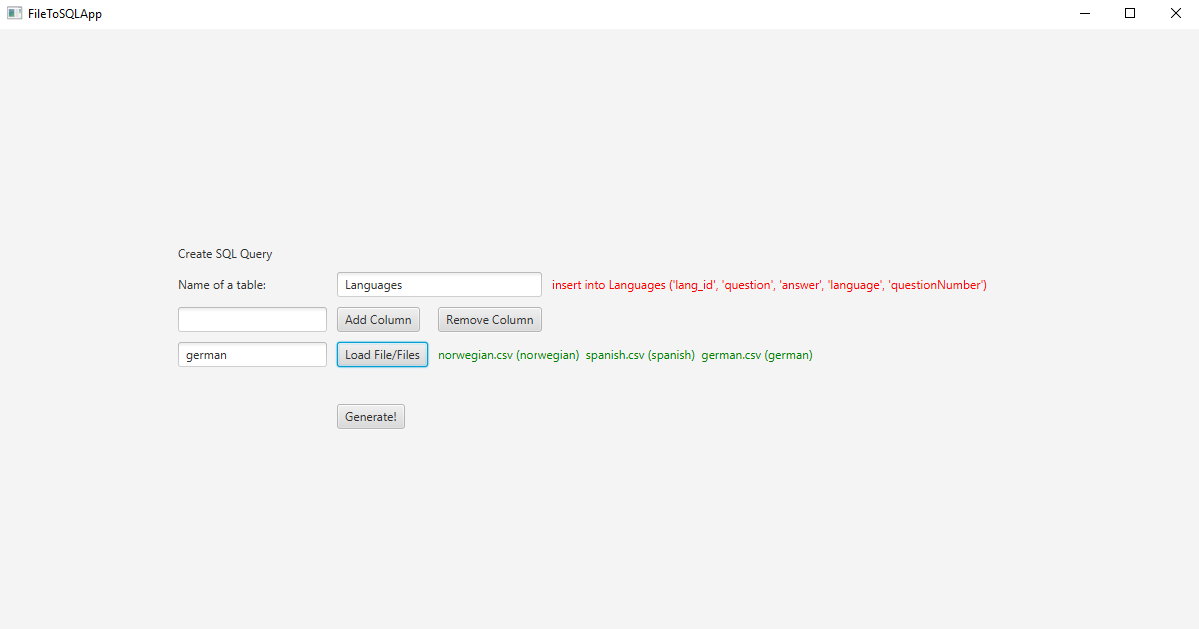 FileToSQLApp
Create SQL Query
Name of a table: Languages insert into Languages ('lang_id', 'question', 'answer', 'language', 'questionNumber')
Add Column Remove Column
german Load File/Files norwegian.csv (norwegian) spanish.csv (spanish) german.csv (german)
Generate!